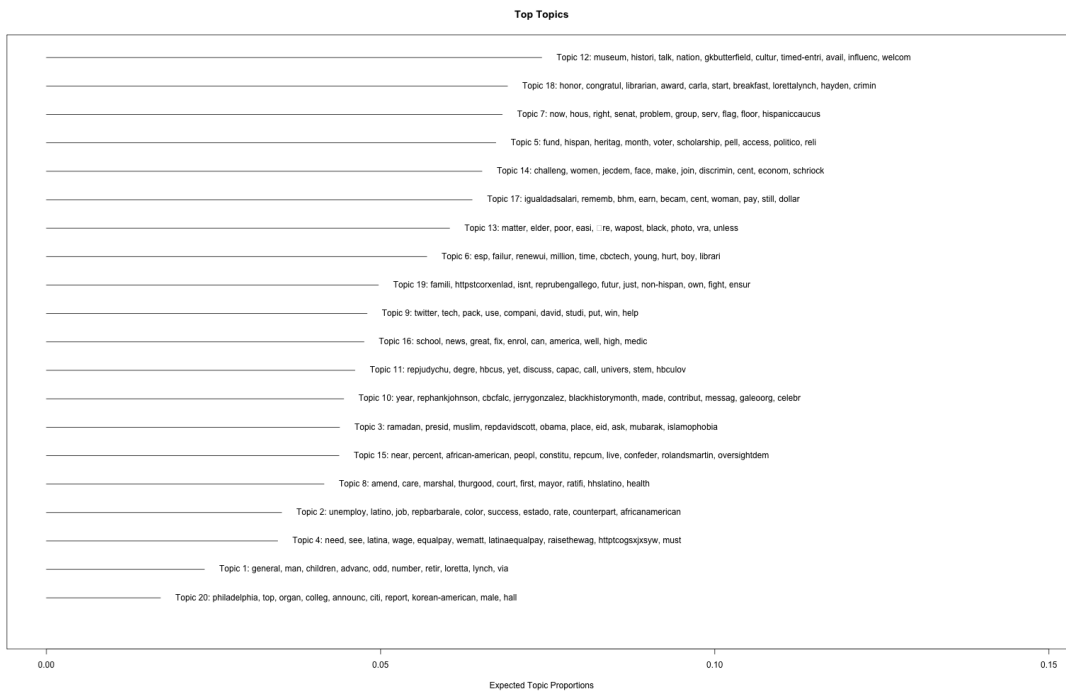 Top Topics
Topic 12: museum, histori, talk, nation, gkbutterfield, cultur, timed-entri, avail, influenc, welcom
Topic 18: honor, congratul, librarian, award, carla, start, breakfast, lorettalynch, hayden, crimin
Topic 7: now, hous, right, senat, problem, group, serv, flag, floor, hispaniccaucus
Topic 5: fund, hispan, heritag, month, voter, scholarship, pell, access, politico, reli
Topic 14: challeng, women, jecdem, face, make, join, discrimin, cent, econom, schriock
Topic 17: igualdadsalari, rememb, bhm, earn, becam, cent, woman, pay, still, dollar
Topic 13: matter, elder, poor, easi, □re, wapost, black, photo, vra, unless
Topic 6: esp, failur, renewui, million, time, cbctech, young, hurt, boy, librari
Topic 19: famili, httpstcorxenlad, isnt, reprubengallego, futur, just, non-hispan, own, fight, ensur
Topic 9: twitter, tech, pack, use, compani, david, studi, put, win, help
Topic 16: school, news, great, fix, enrol, can, america, well, high, medic
Topic 11: repjudychu, degre, hbcus, yet, discuss, capac, call, univers, stem, hbculov
Topic 10: year, rephankjohnson, cbcfalc, jerrygonzalez, blackhistorymonth, made, contribut, messag, galeoorg, celebr
Topic 3: ramadan, presid, muslim, repdavidscott, obama, place, eid, ask, mubarak, islamophobia
Topic 15: near, percent, african-american, peopl, constitu, repcum, live, confeder, rolandsmartin, oversightdem
Topic 8: amend, care, marshal, thurgood, court, first, mayor, ratifi, hhslatino, health
Topic 2: unemploy, latino, job, repbarbarale, color, success, estado, rate, counterpart, africanamerican
Topic 4: need, see, latina, wage, equalpay, wematt, latinaequalpay, raisethewag, httptcogsxjxsyw, must
Topic 1: general, man, children, advanc, odd, number, retir, loretta, lynch, via
Topic 20: philadelphia, top, organ, colleg, announc, citi, report, korean-american, male, hall
0.00 0.05 0.10 0.15
Expected Topic Proportions